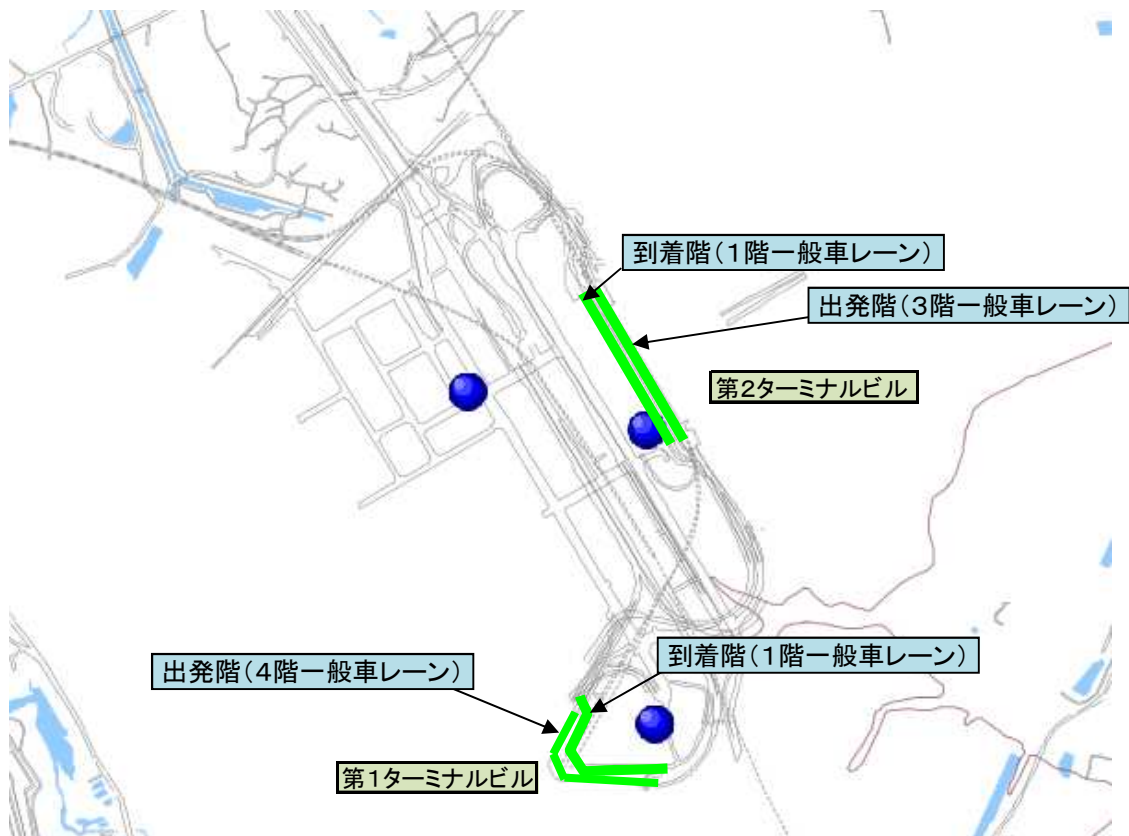 到着階（１階一般車レーン）
出発階（３階一般車レーン）
第2ターミナルビル
到着階（１階一般車レーン）
出発階（４階一般車レーン）
第1ターミナルビル